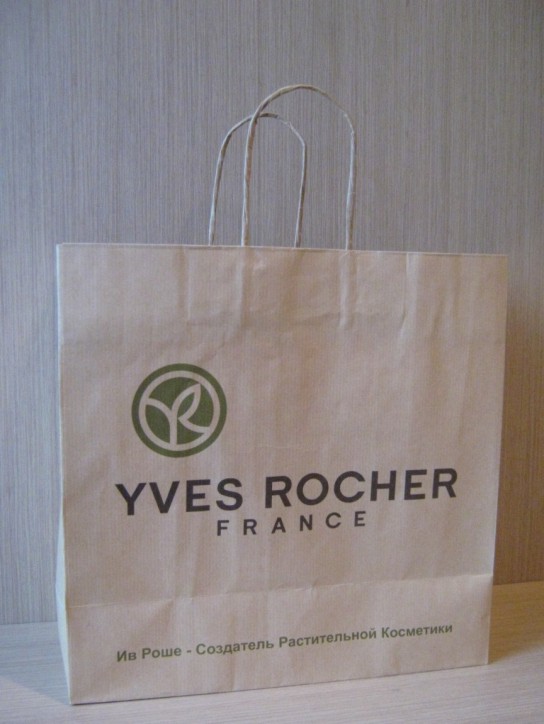 YVES ROCHER
FRANCE
Ив Роше - Создатель Растительной Косметики